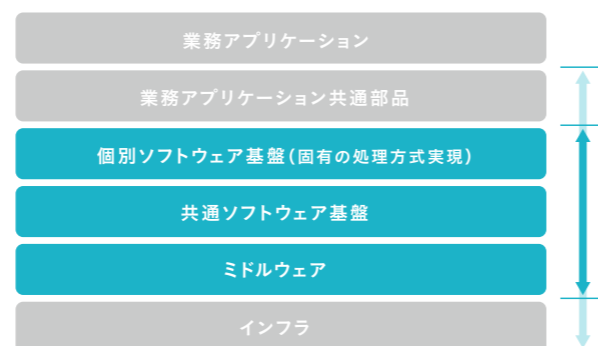 業務アプリケーション
業務アプリケーション共通部品
個別ソフトウェア基盤(固有の処理方式実現)
共通ソフトウェア基盤
ミドルウェア
インフラ